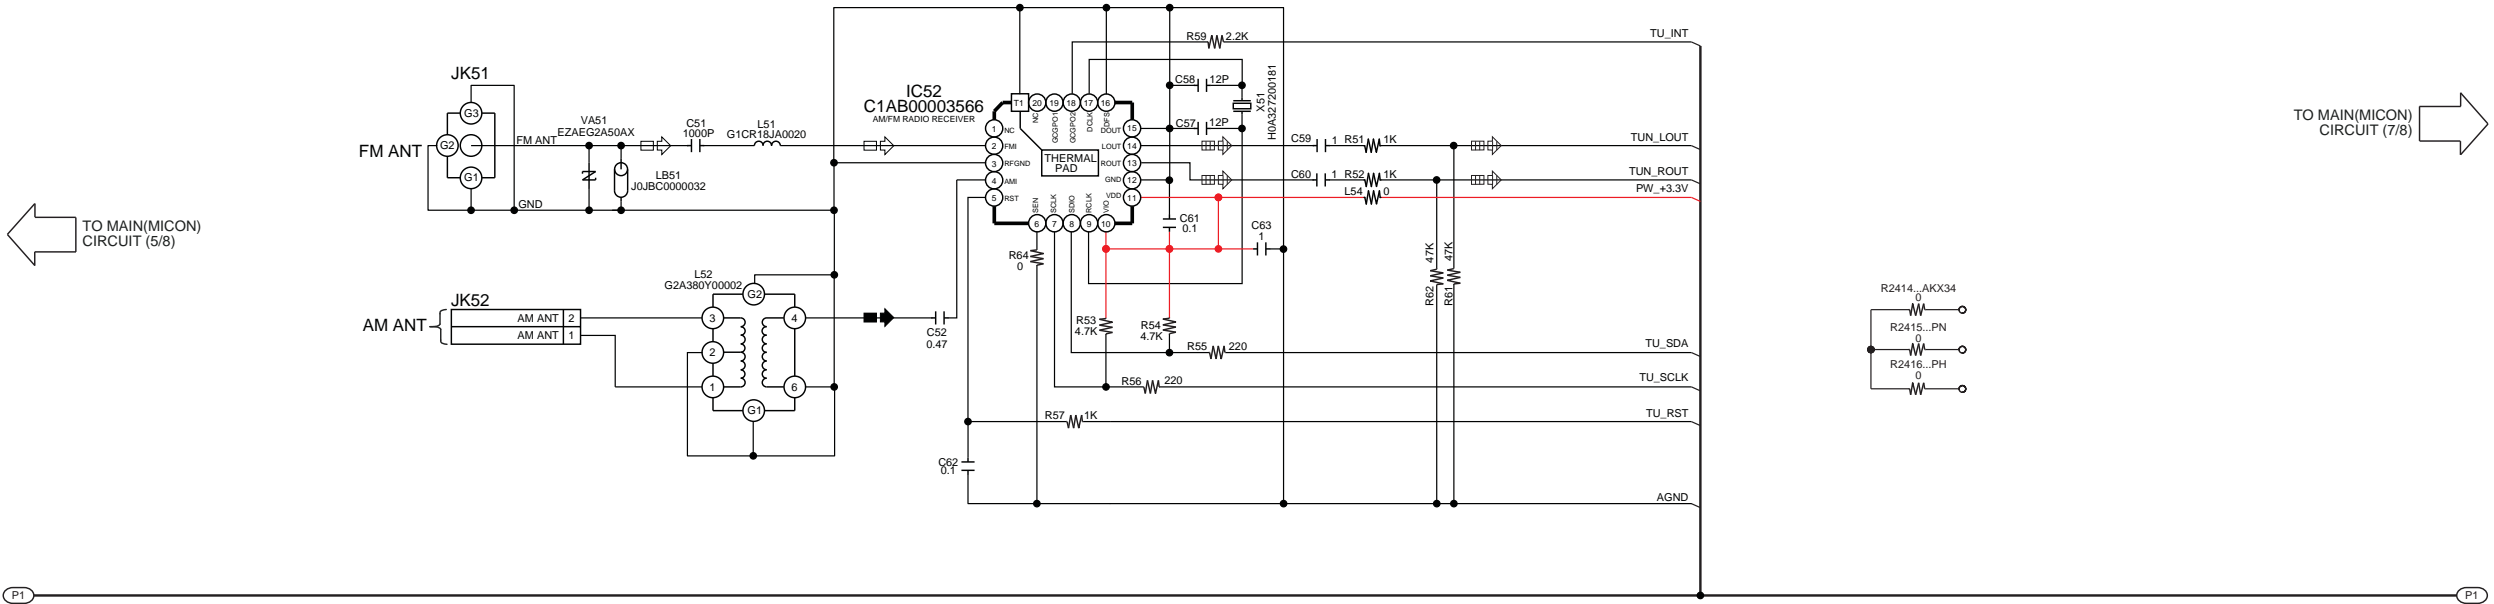 R59
2.2K
TU_INT
JK51
G3
G2
G1
FM ANT
FM ANT
GND
VA51
EZAEG2A50AX
LB51
J0JBC0000032
C51
1000P
L51
G1CR18JA0020
IC52
C1AB00003566
AM/FM RADIO RECEIVER
T1
20
19
18
17
16
NC
GCGPO1
GCGPO2
DCLK
DDFS
1
NC
2
FMI
3
RFGND
4
AMI
5
RST
THERMAL
PAD
DOUT
15
LOUT
14
ROUT
13
GND
12
VDD
11
SEN
SCLK
SDIO
RCLK
VIO
6
7
8
9
10
C58
12P
C57
12P
X51
H0A327200181
C59
1
R51
1K
TUN_LOUT
C60
1
R52
1K
TUN_ROUT
L54
0
PW_+3.3V
TO MAIN(MICON)
CIRCUIT (7/8)
TO MAIN(MICON)
CIRCUIT (5/8)
C61
0.1
C63
1
R64
0
47K
R62
47K
R61
L52
G2A380Y00002
G2
3
4
2
1
6
G1
JK52
AM ANT
AM ANT
2
AM ANT
1
C52
0.47
R53
4.7K
R54
4.7K
R55
220
TU_SDA
R56
220
TU_SCLK
R57
1K
TU_RST
C62
0.1
AGND
R2414...AKX34
0
R2415...PN
0
R2416...PH
0
P1
P1